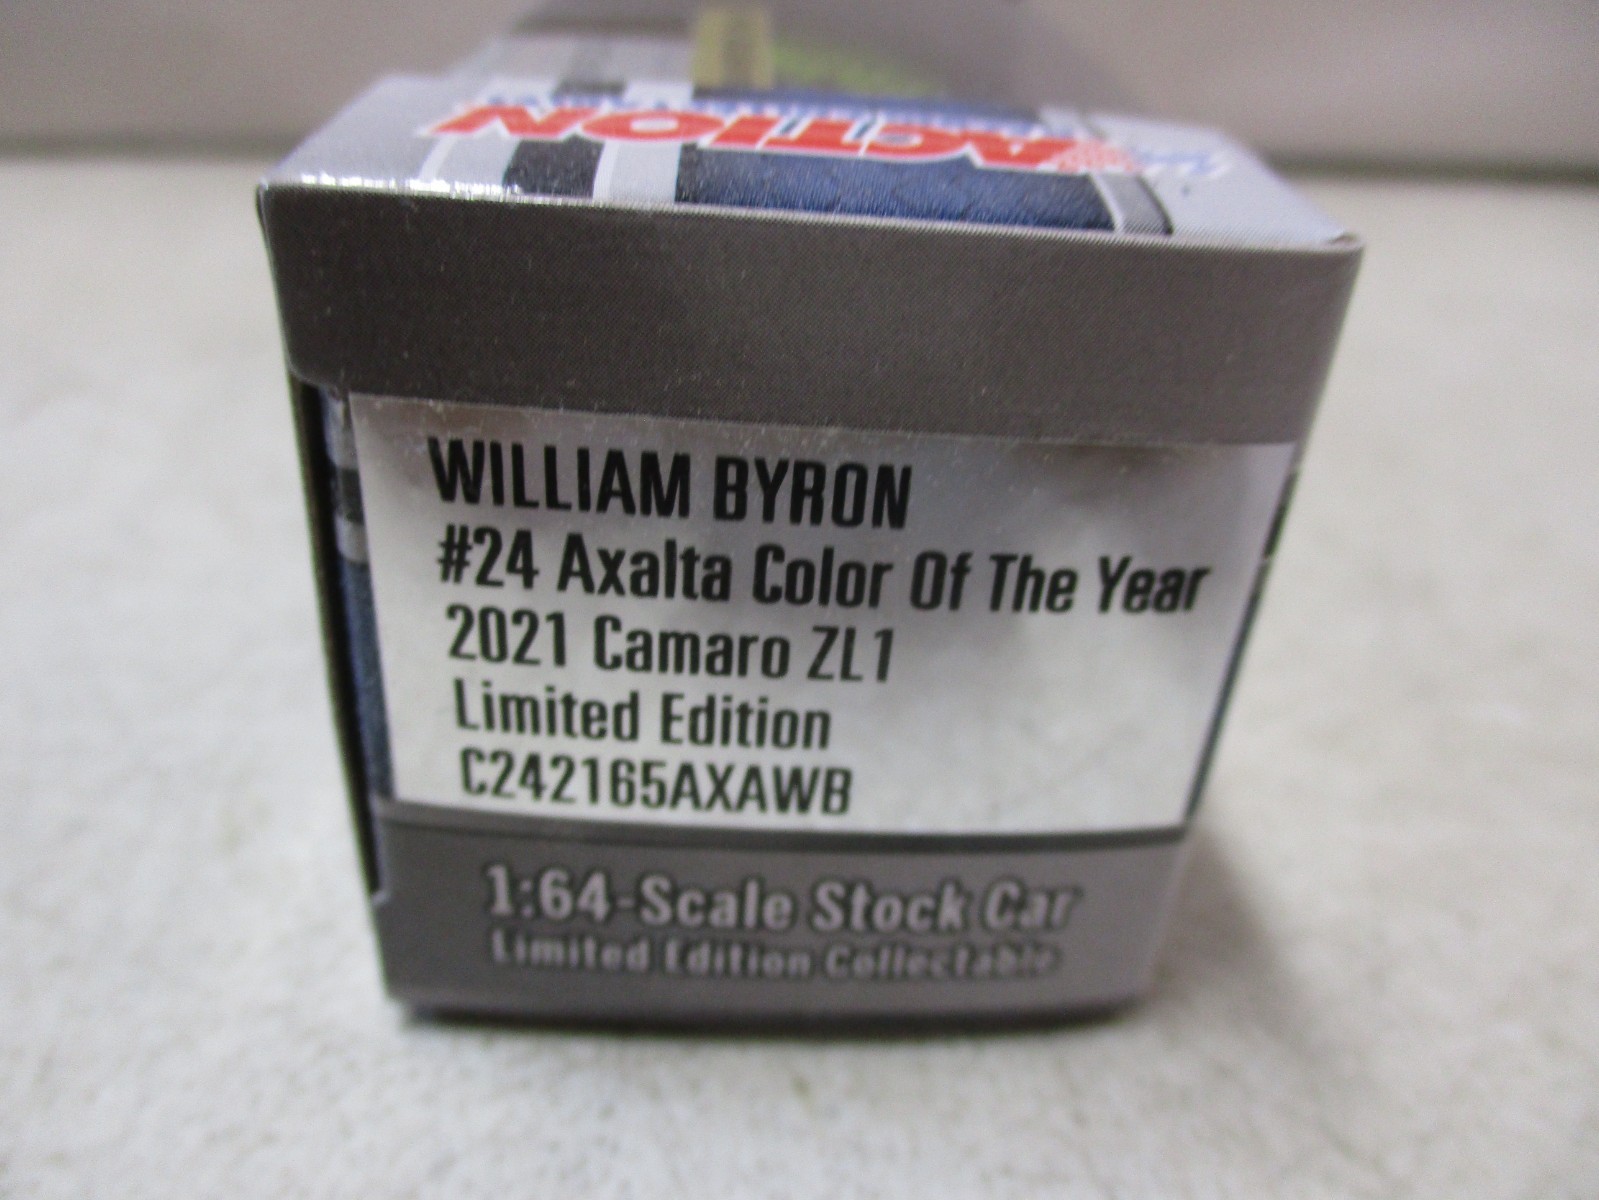 ACTION
WILLIAM BYRON
#24 Axalta Color Of The Year
2021 Camaro ZL1
Limited Edition
C242165AXAWB
1:64-Scale Stock Car
Limited Edition Collectable